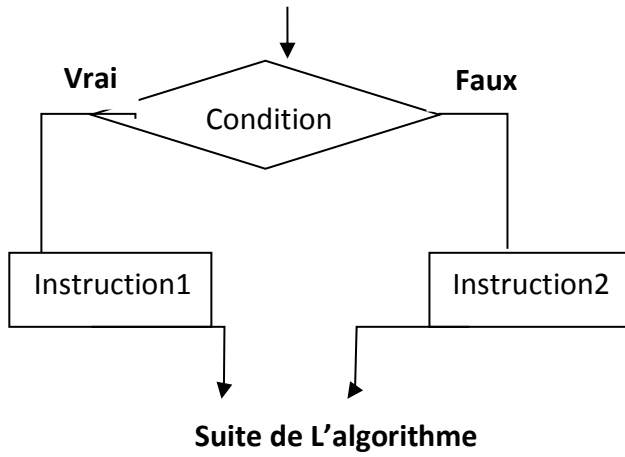 Vrai
Faux
Condition
Instruction1
Instruction2
Suite de L’algorithme